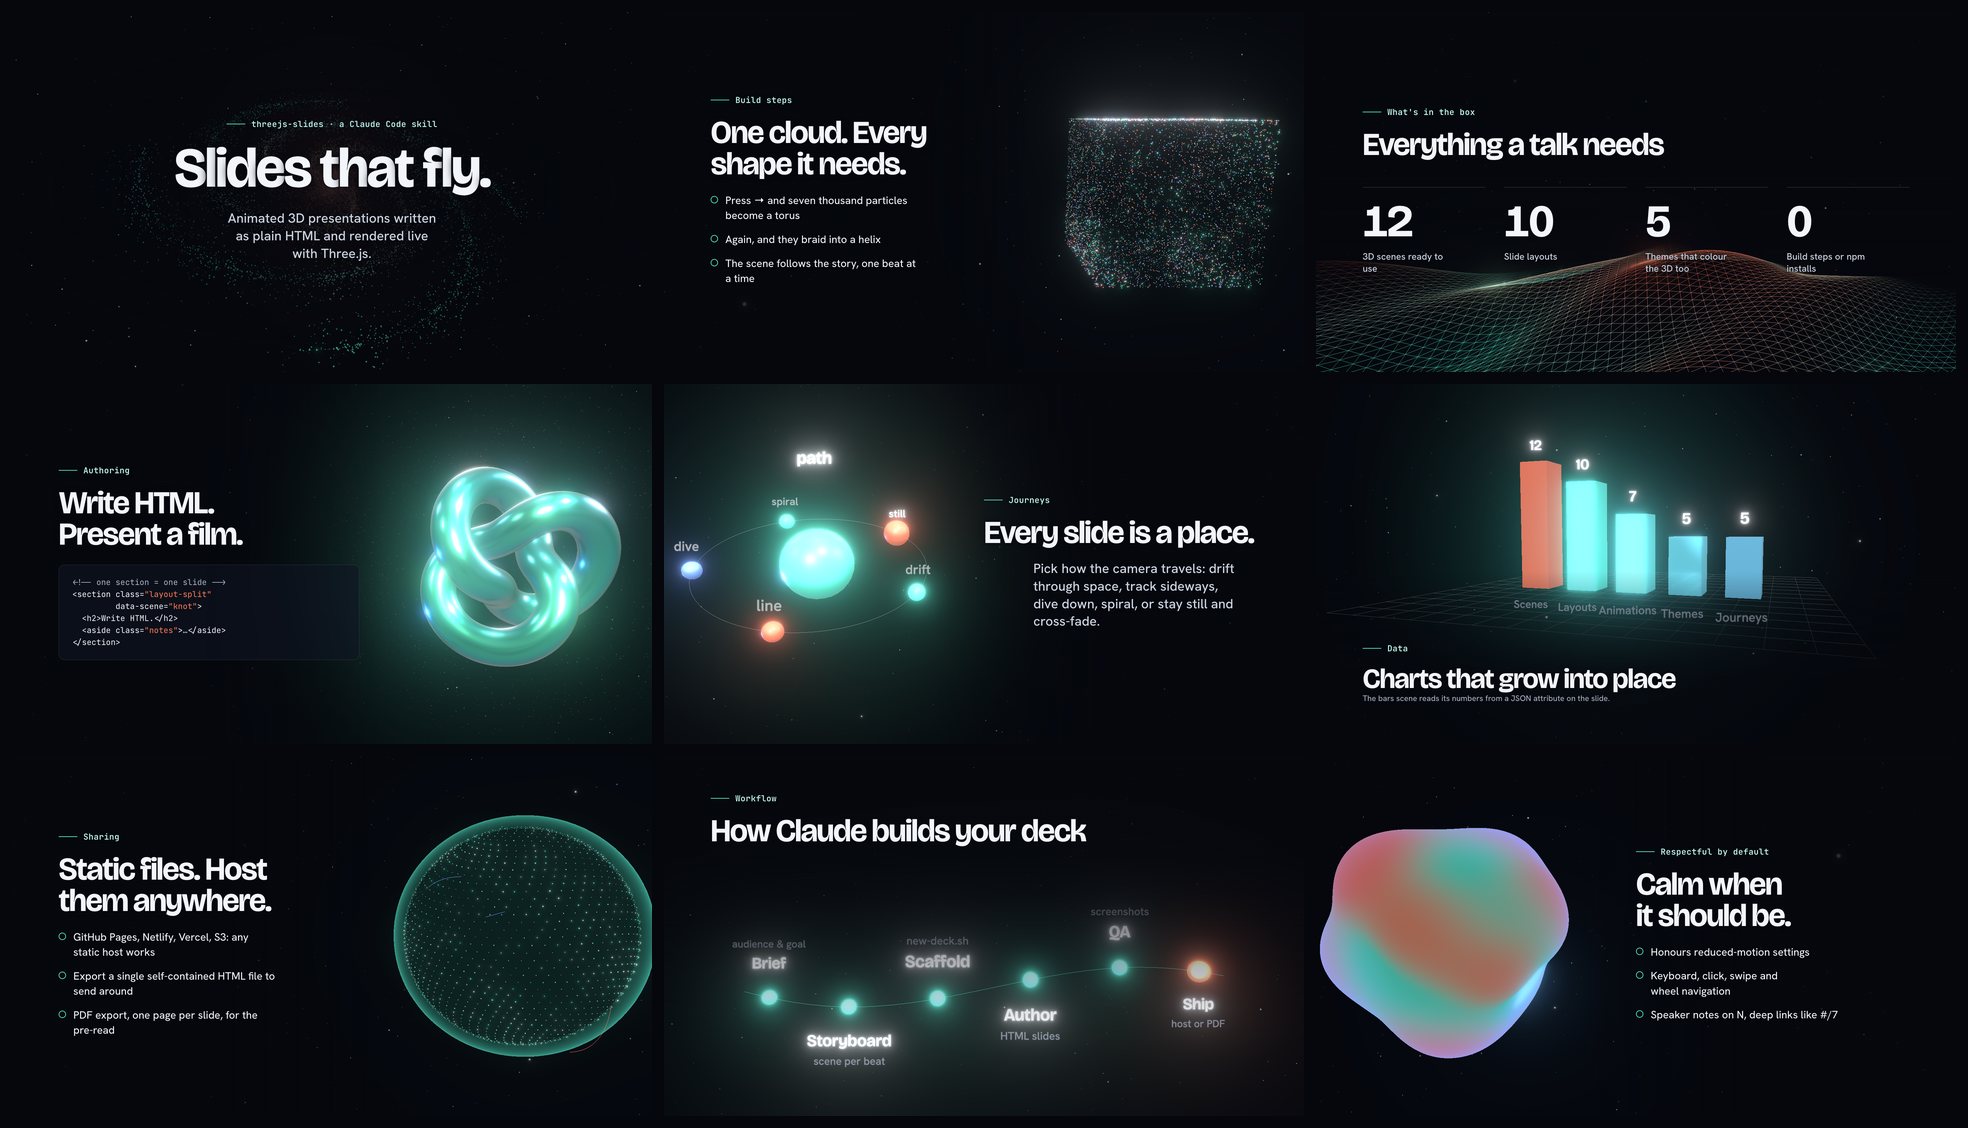 threejs-slides · a Claude Code skill
Slides that fly.
Animated 3D presentations written
as plain HTML and rendered live
with Three.js.
Build steps
One cloud. Every
shape it needs.
Press → and seven thousand particles
become a torus
Again, and they braid into a helix
The scene follows the story, one beat at
a time
What's in the box
Everything a talk needs
12
3D scenes ready to
use
10
Slide layouts
5
Themes that colour
the 3D too
0
Build steps or npm
installs
Authoring
Write HTML.
Present a film.
<!-- one section = one slide -->
<section class="layout-split"
data-scene="knot">
<h2>Write HTML.</h2>
<aside class="notes">…</aside>
</section>
path
spiral
still
dive
drift
line
Journeys
Every slide is a place.
Pick how the camera travels: drift
through space, track sideways,
dive down, spiral, or stay still and
cross-fade.
12
10
7
5
5
Scenes
Layouts
Animations
Themes
Journeys
Data
Charts that grow into place
The bars scene reads its numbers from a JSON attribute on the slide.
Sharing
Static files. Host
them anywhere.
GitHub Pages, Netlify, Vercel, S3: any
static host works
Export a single self-contained HTML file to
send around
PDF export, one page per slide, for the
pre-read
Workflow
How Claude builds your deck
audience & goal
Brief
Storyboard
scene per beat
new-deck.sh
Scaffold
Author
HTML slides
screenshots
QA
Ship
host or PDF
Respectful by default
Calm when
it should be.
Honours reduced-motion settings
Keyboard, click, swipe and
wheel navigation
Speaker notes on N, deep links like #/7